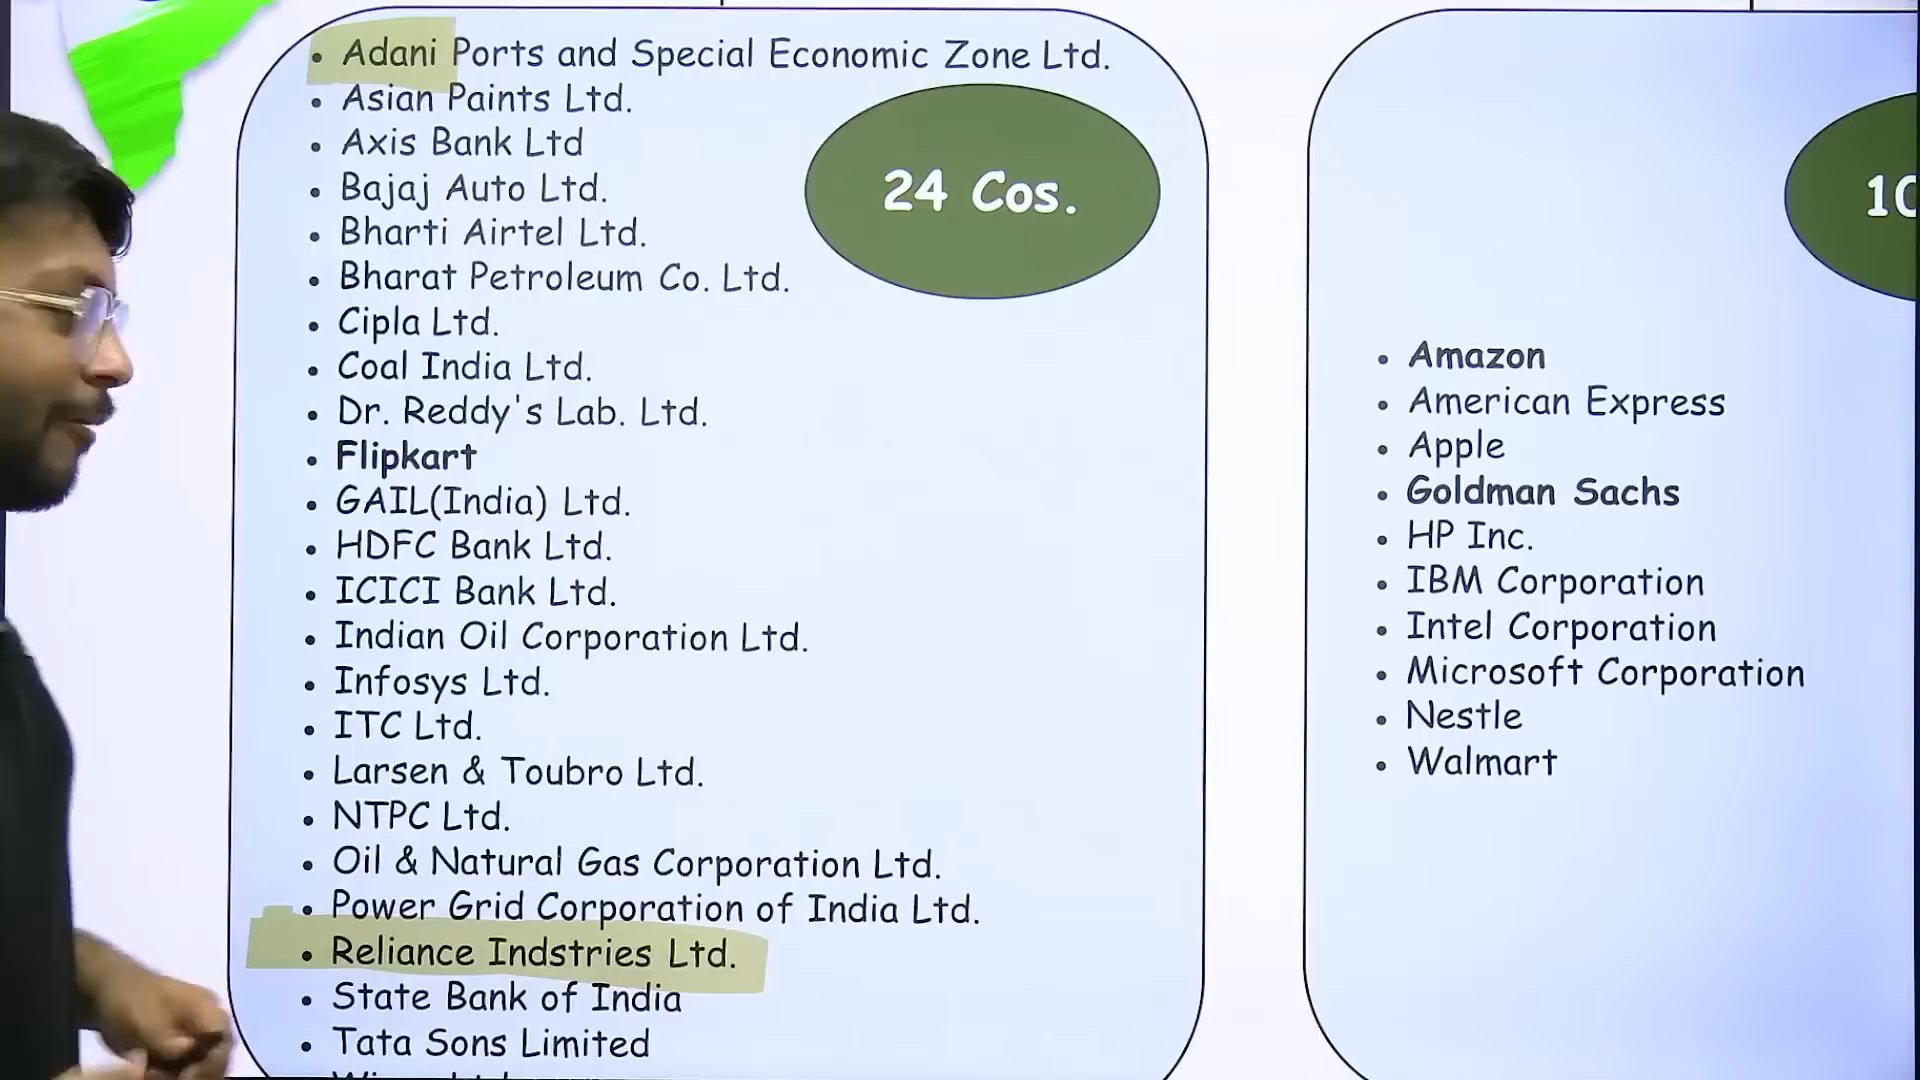 Adani Ports and Special Economic Zone Ltd.
Asian Paints Ltd.
Axis Bank Ltd
Bajaj Auto Ltd.
Bharti Airtel Ltd.
Bharat Petroleum Co. Ltd.
Cipla Ltd.
Coal India Ltd.
Dr. Reddy's Lab. Ltd.
Flipkart
GAIL(India) Ltd.
HDFC Bank Ltd.
ICICI Bank Ltd.
Indian Oil Corporation Ltd.
Infosys Ltd.
ITC Ltd.
Larsen & Toubro Ltd.
NTPC Ltd.
Oil & Natural Gas Corporation Ltd.
Power Grid Corporation of India Ltd.
Reliance Indstries Ltd.
State Bank of India
Tata Sons Limited
24 Cos.
10
Amazon
American Express
Apple
Goldman Sachs
HP Inc.
IBM Corporation
Intel Corporation
Microsoft Corporation
Nestle
Walmart